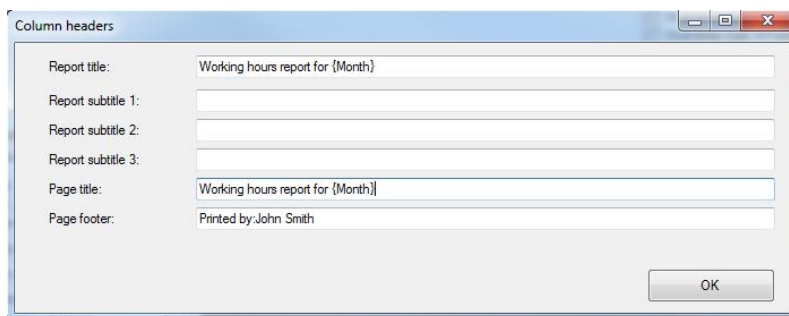 Column headers
Report title: Working hours report for {Month}
Report subtitle 1:
Report subtitle 2:
Report subtitle 3:
Page title: Working hours report for {Month}
Page footer: Printed by:John Smith
OK